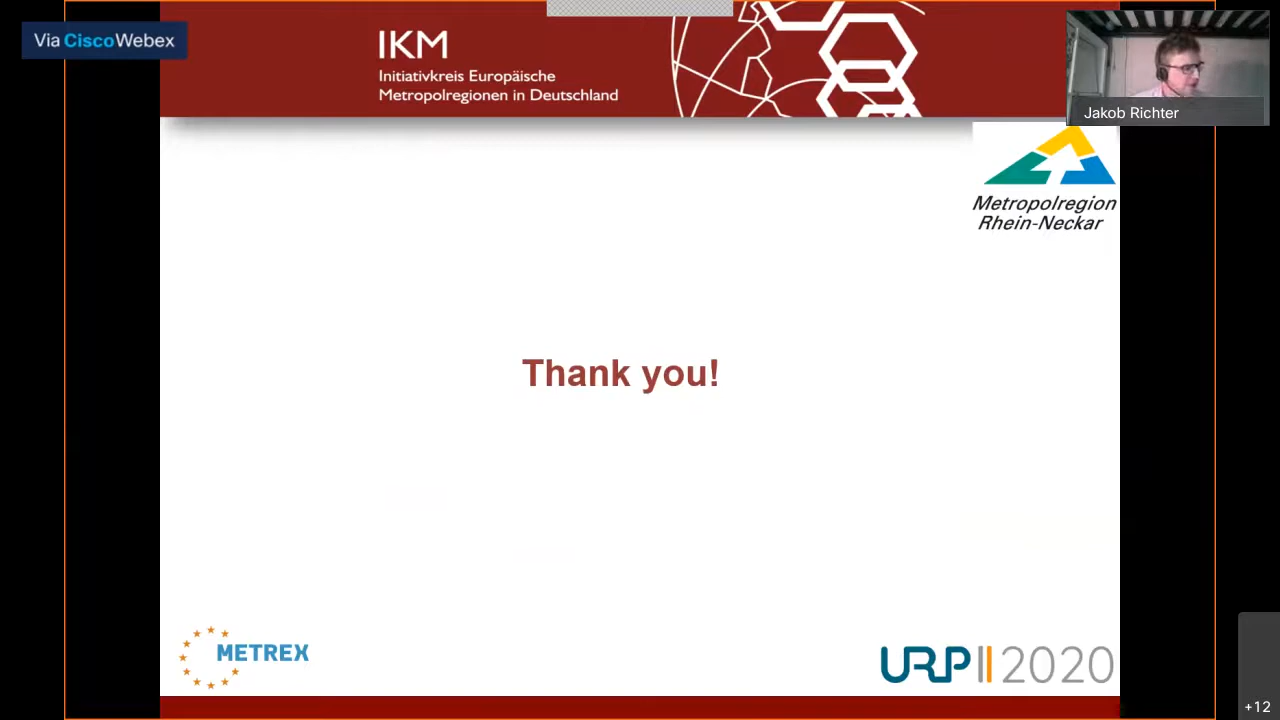 Via Cisco Webex
IKM
Initiativkreis Europäische
Metropolregionen in Deutschland
Jakob Richter
Metropolregion
Rhein-Neckar
Thank you!
METREX
URP 2020
+12